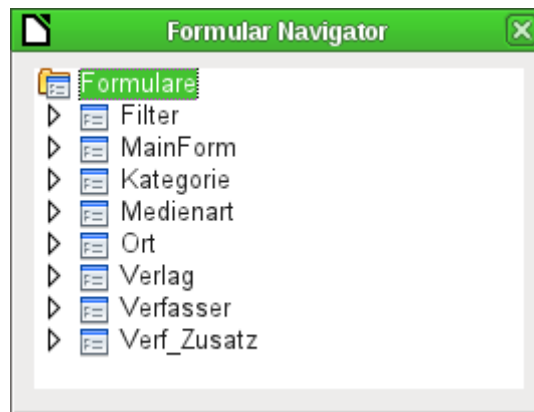 Formular Navigator
Formulare
Filter
MainForm
Kategorie
Medienart
Ort
Verlag
Verfasser
Verf_Zusatz